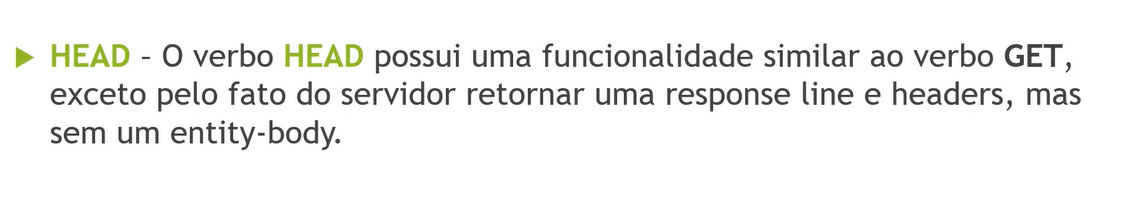 HEAD – O verbo HEAD possui uma funcionalidade similar ao verbo GET,
exceto pelo fato do servidor retornar uma response line e headers, mas
sem um entity-body.